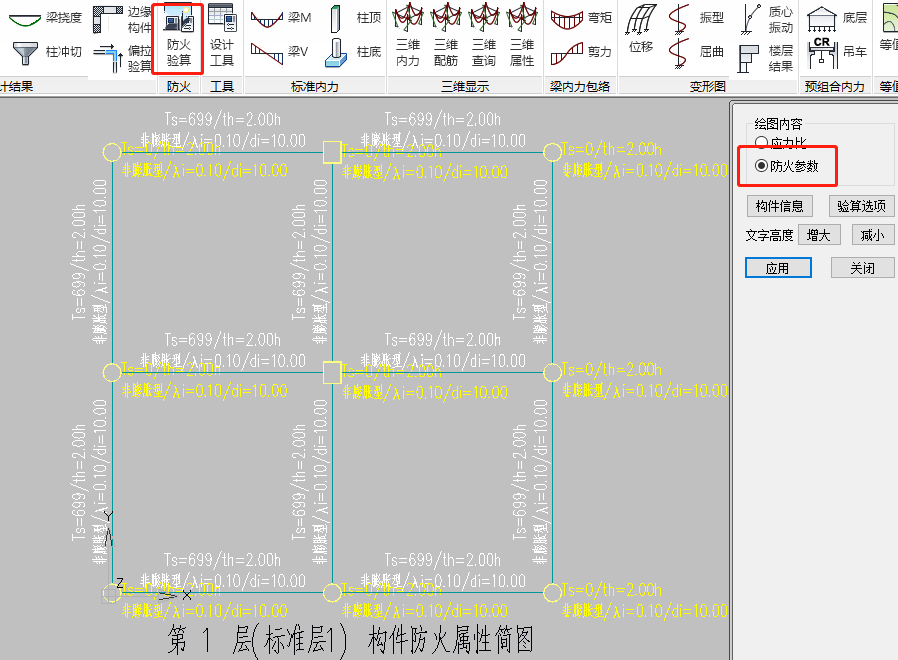 梁挠度
边缘
构件
防火
验算
设计
工具
梁M
柱顶
三维
内力
三维
配筋
三维
查询
三维
属性
弯矩
位移
振型
质心
振动
底层
等值
柱冲切
偏拉
验算
梁V
柱底
剪力
屈曲
楼层
结果
CR
吊车
计结果
防火
工具
标准内力
三维显示
梁内力包络
变形图
预组合内力
等值
Ts=699/th=2.00h
Ts=699/th=2.00h
非膨胀型/λi=0.10/di=10.00
非膨胀型/λi=0.10/di=10.00
Ts=0/th=2.00h
Ts=0/th=2.00h
Ts=0/th=2.00h
非膨胀型/λi=0.10/di=10.00
非膨胀型/λi=0.10/di=10.00
非膨胀型/λi=0.10/di=10.00
Ts=699/th=2.00h
非膨胀型/λi=0.10/di=10.00
Ts=699/th=2.00h
非膨胀型/λi=0.10/di=10.00
Ts=699/th=2.00h
非膨胀型/λi=0.10/di=10.00
Ts=699/th=2.00h
Ts=699/th=2.00h
非膨胀型/λi=0.10/di=10.00
非膨胀型/λi=0.10/di=10.00
Ts=0/th=2.00h
Ts=0/th=2.00h
Ts=0/th=2.00h
非膨胀型/λi=0.10/di=10.00
非膨胀型/λi=0.10/di=10.00
非膨胀型/λi=0.10/di=10.00
Ts=699/th=2.00h
非膨胀型/λi=0.10/di=10.00
Ts=699/th=2.00h
非膨胀型/λi=0.10/di=10.00
Ts=699/th=2.00h
非膨胀型/λi=0.10/di=10.00
Ts=699/th=2.00h
Ts=699/th=2.00h
非膨胀型/λi=0.10/di=10.00
非膨胀型/λi=0.10/di=10.00
Ts=0/th=2.00h
Ts=0/th=2.00h
Ts=0/th=2.00h
非膨胀型/λi=0.10/di=10.00
非膨胀型/λi=0.10/di=10.00
非膨胀型/λi=0.10/di=10.00
Y
Z
X
第 1 层(标准层1) 构件防火属性简图
绘图内容
应力比
防火参数
构件信息
验算选项
文字高度
增大
减小
应用
关闭